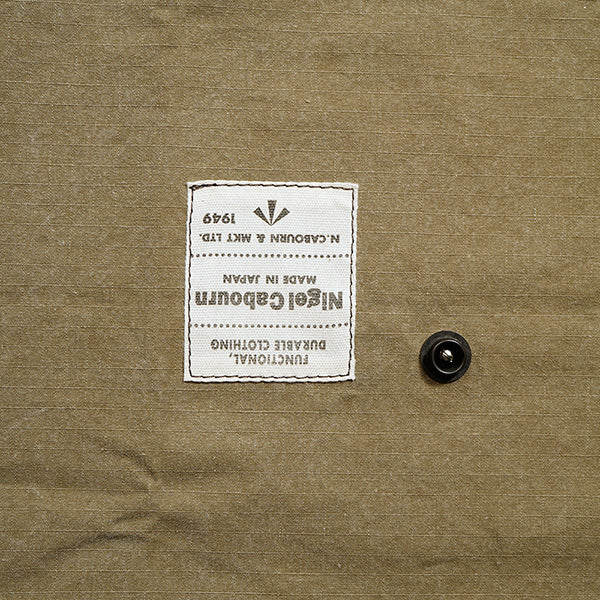 FUNCTIONAL,
DURABLE CLOTHING
Nigel Cabourn
MADE IN JAPAN
N.CABOURN & MKT LTD.
1949